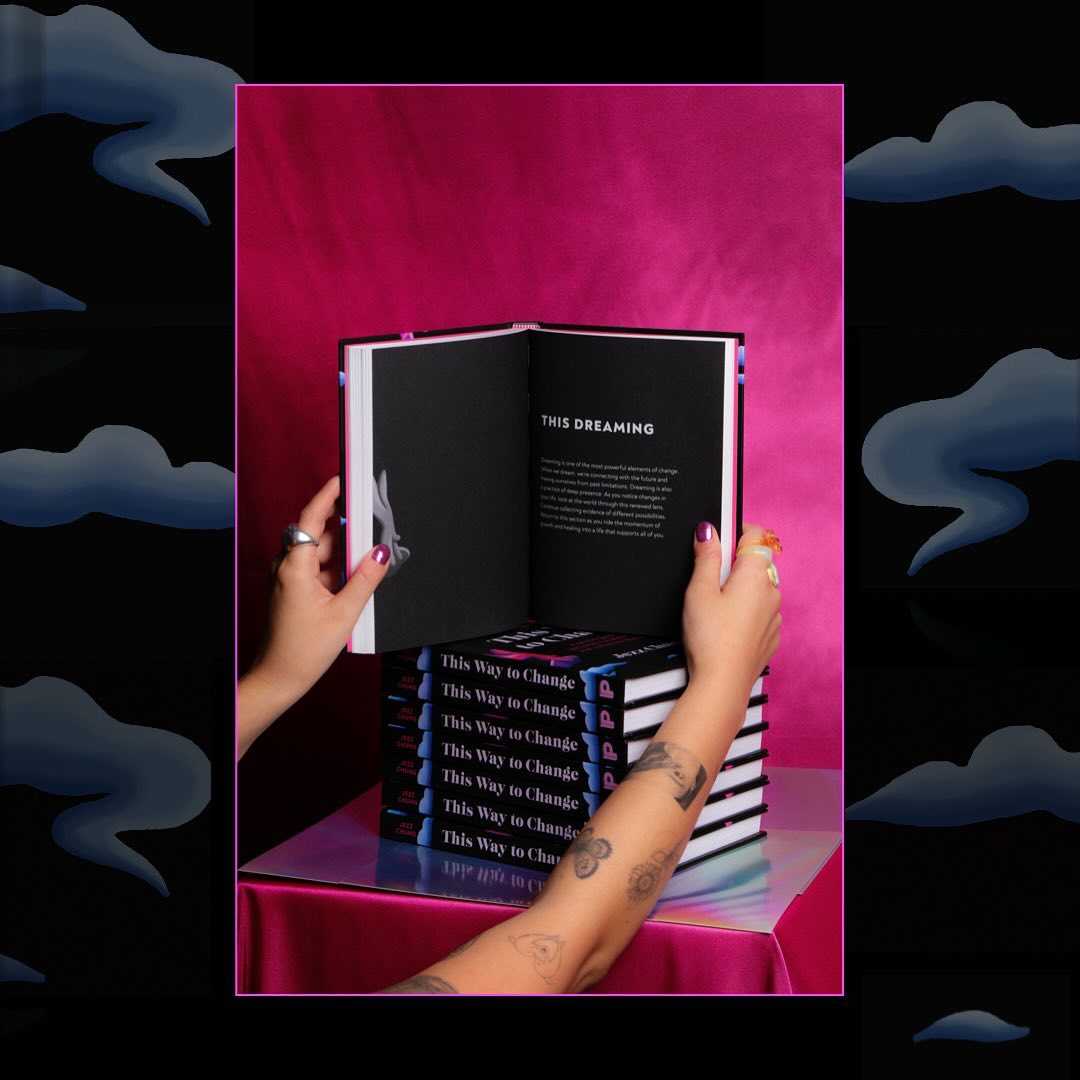 THIS DREAMING
Dreaming is one of the most powerful elements of change.
When we dream, we're connecting with the future and
freeing ourselves from past limitations. Dreaming is also
a practice of deep presence. As you notice changes in
your life, look at the world through this renewed lens.
Continue collecting evidence of different possibilities.
Return to this section as you ride the momentum of
growth and healing into a life that supports all of you.
This Way
to Cha
Jezz Ch
JEZZ
CHUNG
This Way to Change
P
JEZZ
CHUNG
This Way to Change
P
JEZZ
CHUNG
This Way to Change
P
JEZZ
CHUNG
This Way to Change
P
JEZZ
CHUNG
This Way to Change
JEZZ
CHUNG
This Way to Change
JEZZ
CHUNG
This Way to Chan